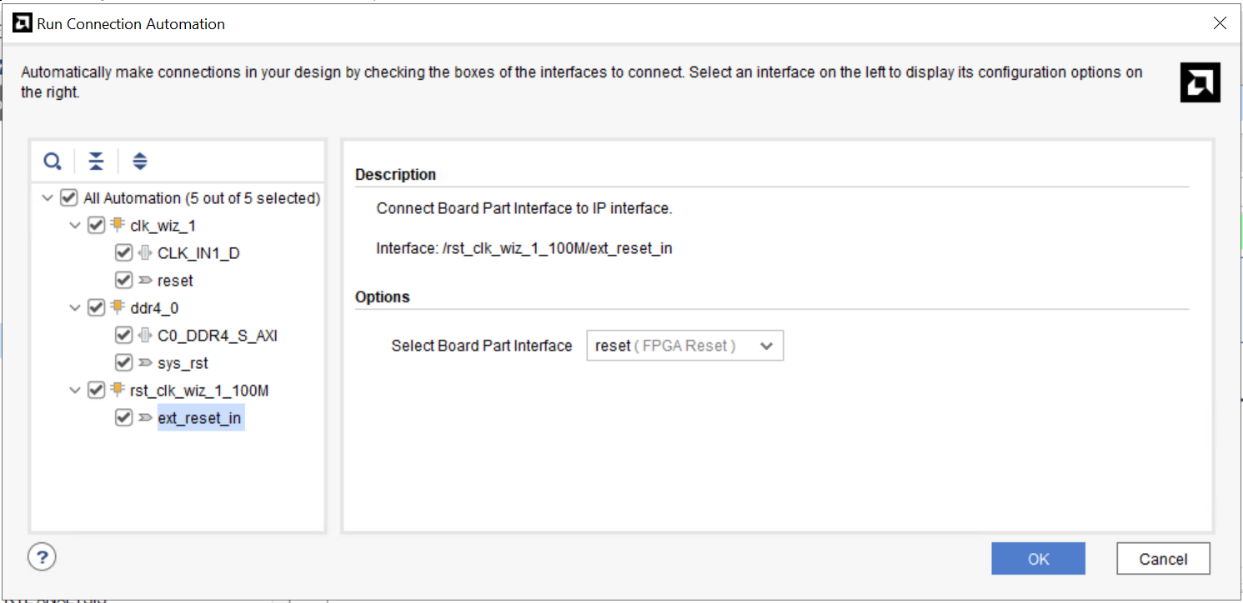 Run Connection Automation
Automatically make connections in your design by checking the boxes of the interfaces to connect. Select an interface on the left to display its configuration options on
the right.
All Automation (5 out of 5 selected)
clk_wiz_1
CLK_IN1_D
reset
ddr4_0
C0_DDR4_S_AXI
sys_rst
rst_clk_wiz_1_100M
ext_reset_in
Description
Connect Board Part Interface to IP interface.
Interface: /rst_clk_wiz_1_100M/ext_reset_in
Options
Select Board Part Interface reset ( FPGA Reset )
?
OK Cancel